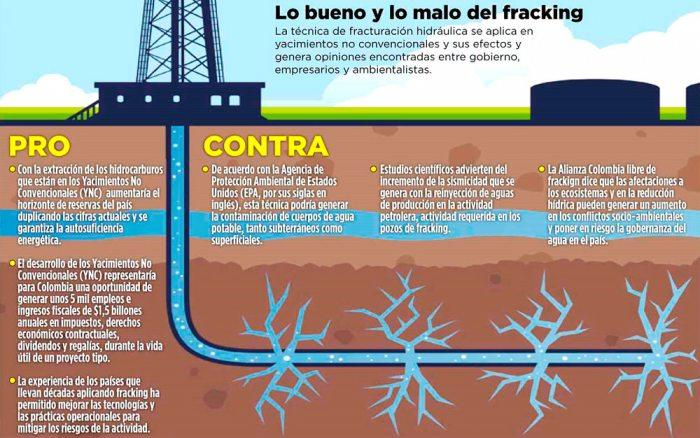 Lo bueno y lo malo del fracking
La técnica de fracturación hidráulica se aplica en
yacimientos no convencionales y sus efectos y
genera opiniones encontradas entre gobierno,
empresarios y ambientalistas.
PRO
• Con la extracción de los hidrocarburos
que están en los Yacimientos No
Convencionales (YNC) aumentaría el
horizonte de reservas del país
duplicando las cifras actuales y se
garantiza la autosuficiencia
energética.
• El desarrollo de los Yacimientos No
Convencionales (YNC) representaría
para Colombia una oportunidad de
generar unos 5 mil empleos e
ingresos fiscales de $1,5 billones
anuales en impuestos, derechos
económicos contractuales,
dividendos y regalías, durante la vida
útil de un proyecto tipo.
• La experiencia de los países que
llevan décadas aplicando fracking ha
permitido mejorar las tecnologías y
las prácticas operacionales para
mitigar los riesgos de la actividad.
CONTRA
• De acuerdo con la Agencia de
Protección Ambiental de Estados
Unidos (EPA, por sus siglas en
inglés), esta técnica podría generar
la contaminación de cuerpos de agua
potable, tanto subterráneos como
superficiales.
• Estudios científicos advierten del
incremento de la sismicidad que se
genera con la reinyección de aguas
de producción en la actividad
petrolera, actividad requerida en los
pozos de fracking.
• La Alianza Colombia libre de
frackign dice que las afectaciones a
los ecosistemas y en la reducción
hídrica pueden generar un aumento
en los conflictos socio-ambientales
y poner en riesgo la gobernanza del
agua en el país.